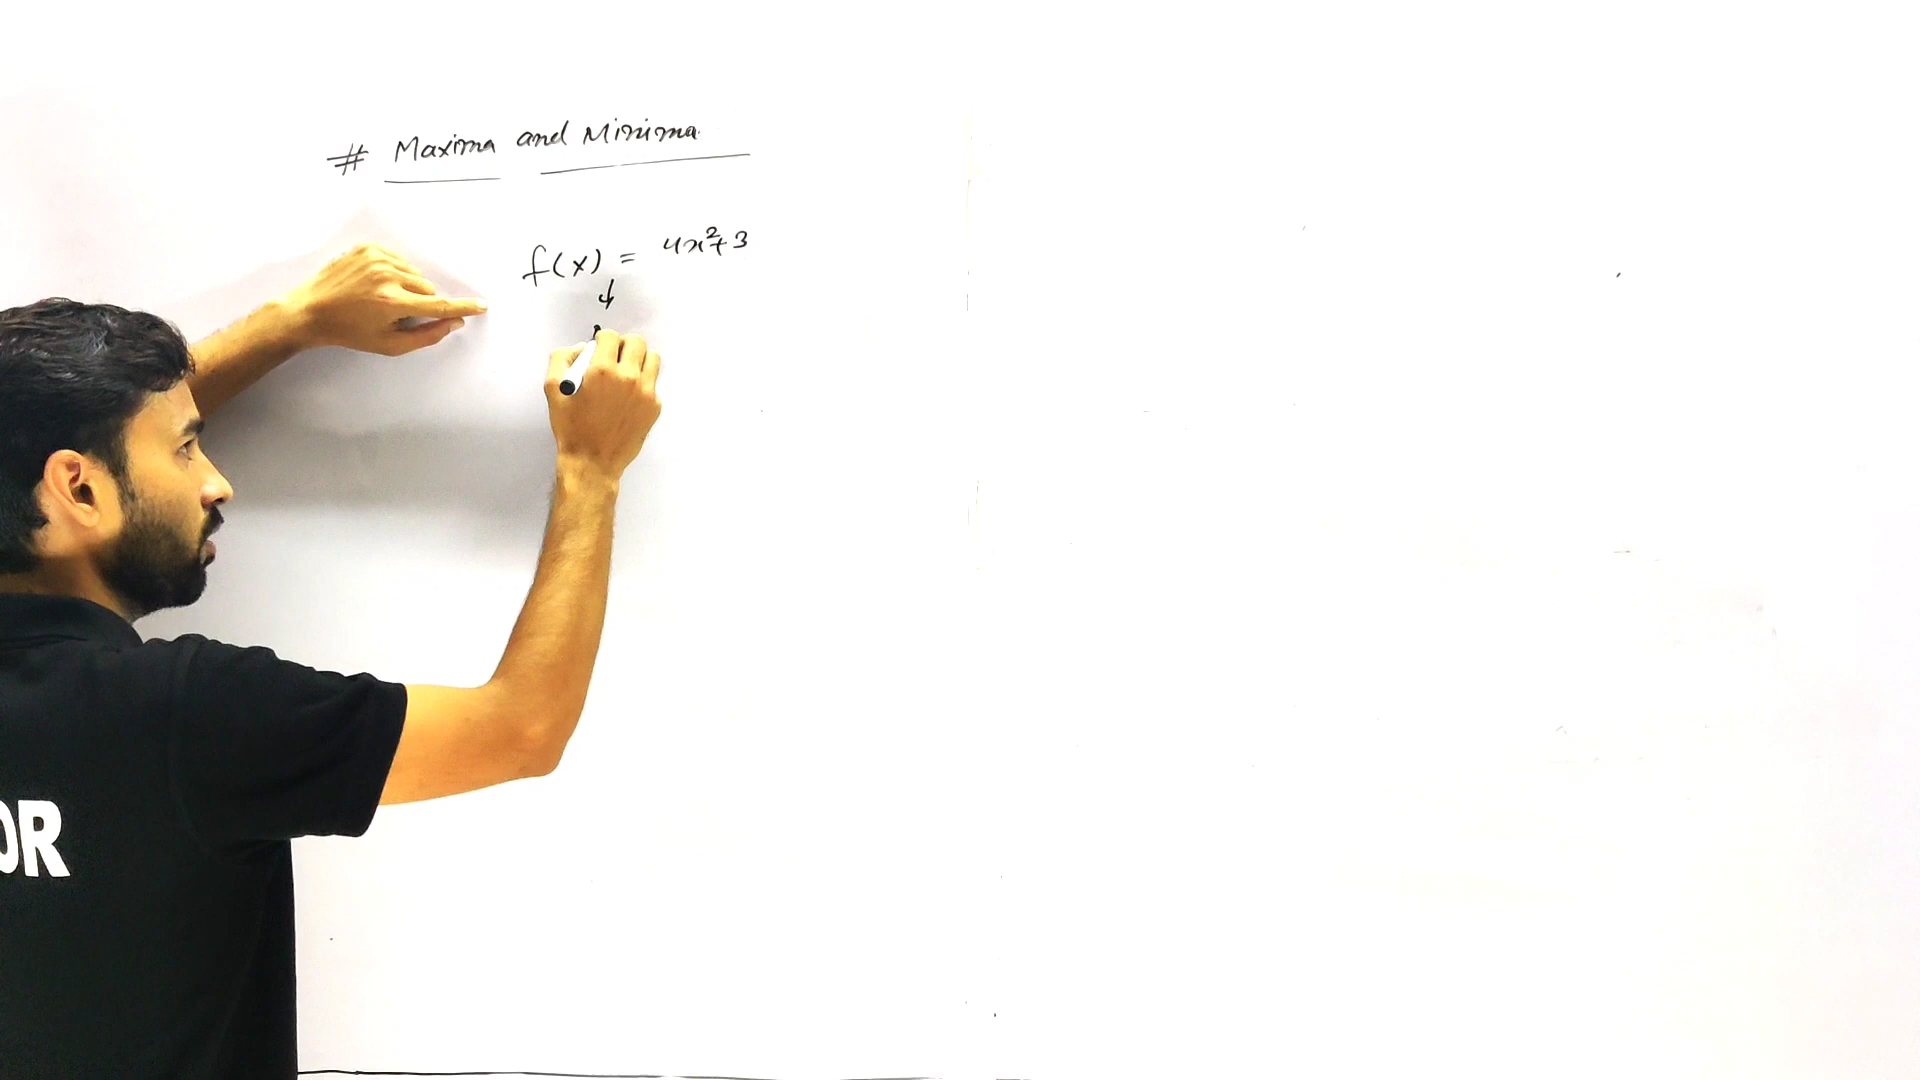 # Maxima and Minima
f(x) = 4x²+3
↓
OR